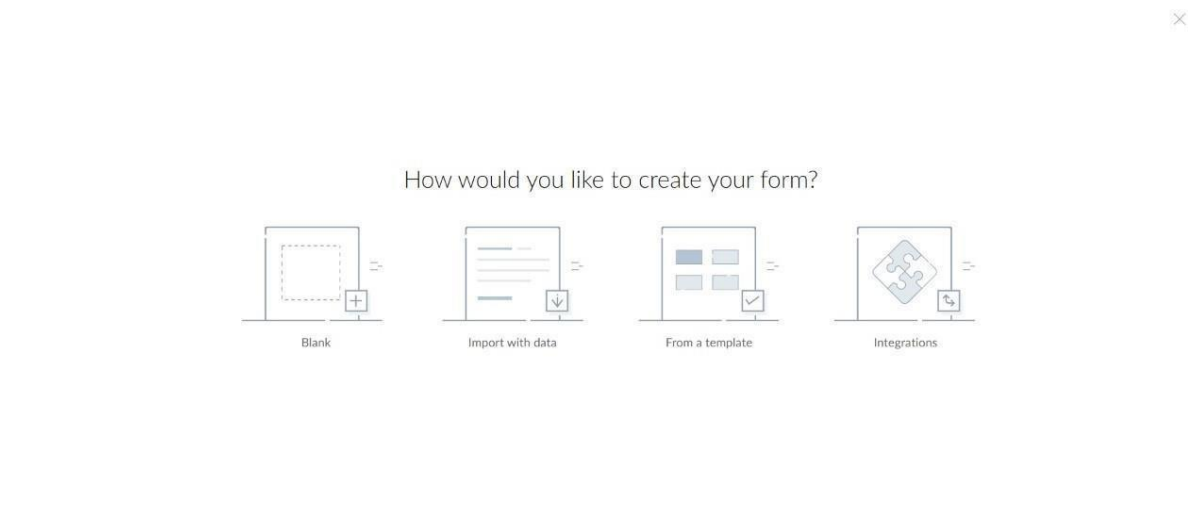 How would you like to create your form?
Blank
Import with data
From a template
Integrations